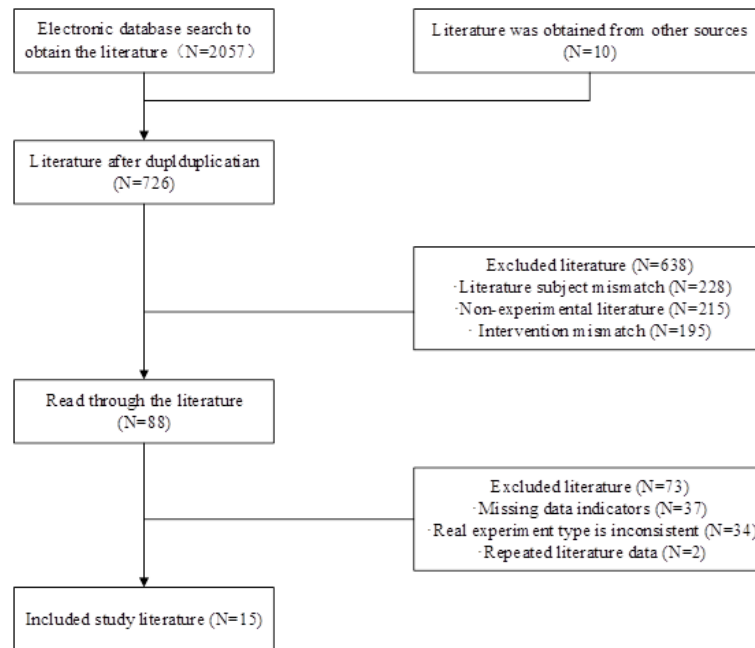 Electronic database search to
obtain the literature（N=2057）
Literature was obtained from other sources
(N=10)
Literature after duplduplicatian
(N=726)
Excluded literature (N=638)
·Literature subject mismatch (N=228)
·Non-experimental literature (N=215)
· Intervention mismatch (N=195)
Read through the literature
(N=88)
Excluded literature (N=73)
·Missing data indicators (N=37)
·Real experiment type is inconsistent (N=34)
·Repeated literature data (N=2)
Included study literature (N=15)